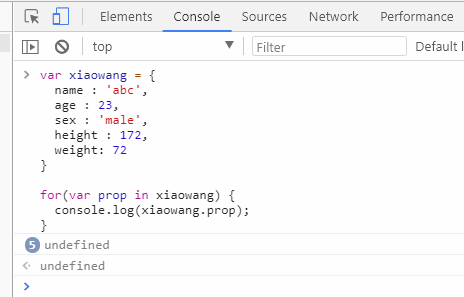 Elements Console Sources Network Performance
top Filter Default l
var xiaowang = {
name : 'abc',
age : 23,
sex : 'male',
height : 172,
weight: 72
}
for(var prop in xiaowang) {
console.log(xiaowang.prop);
}
5 undefined
undefined